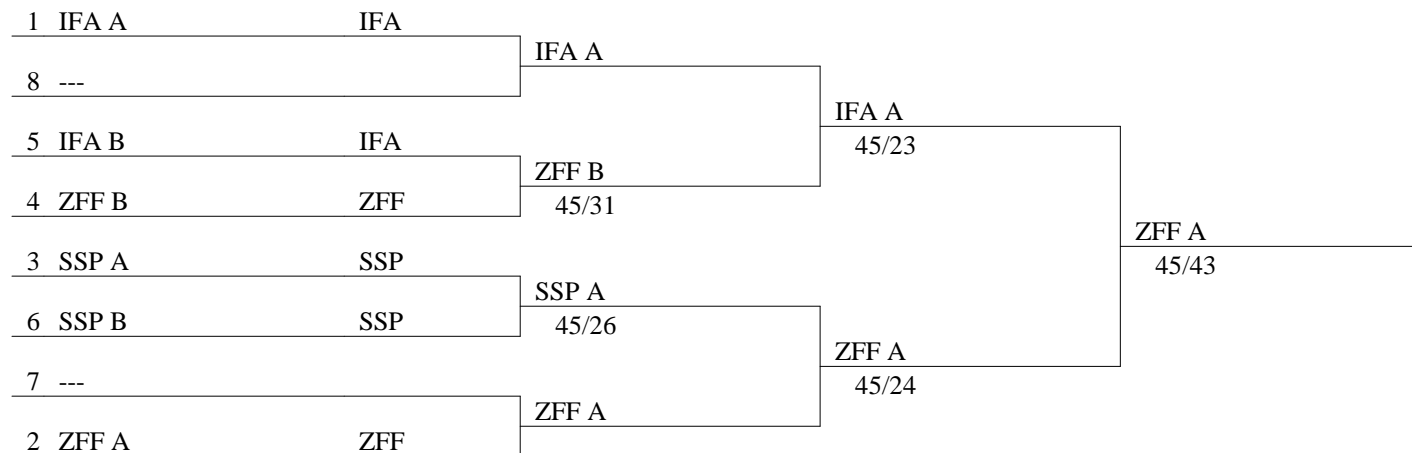 1 IFA A IFA
IFA A
8 ---
IFA A
45/23
5 IFA B IFA
ZFF B
45/31
4 ZFF B ZFF
ZFF A
45/43
3 SSP A SSP
SSP A
45/26
6 SSP B SSP
ZFF A
45/24
7 ---
ZFF A
2 ZFF A ZFF